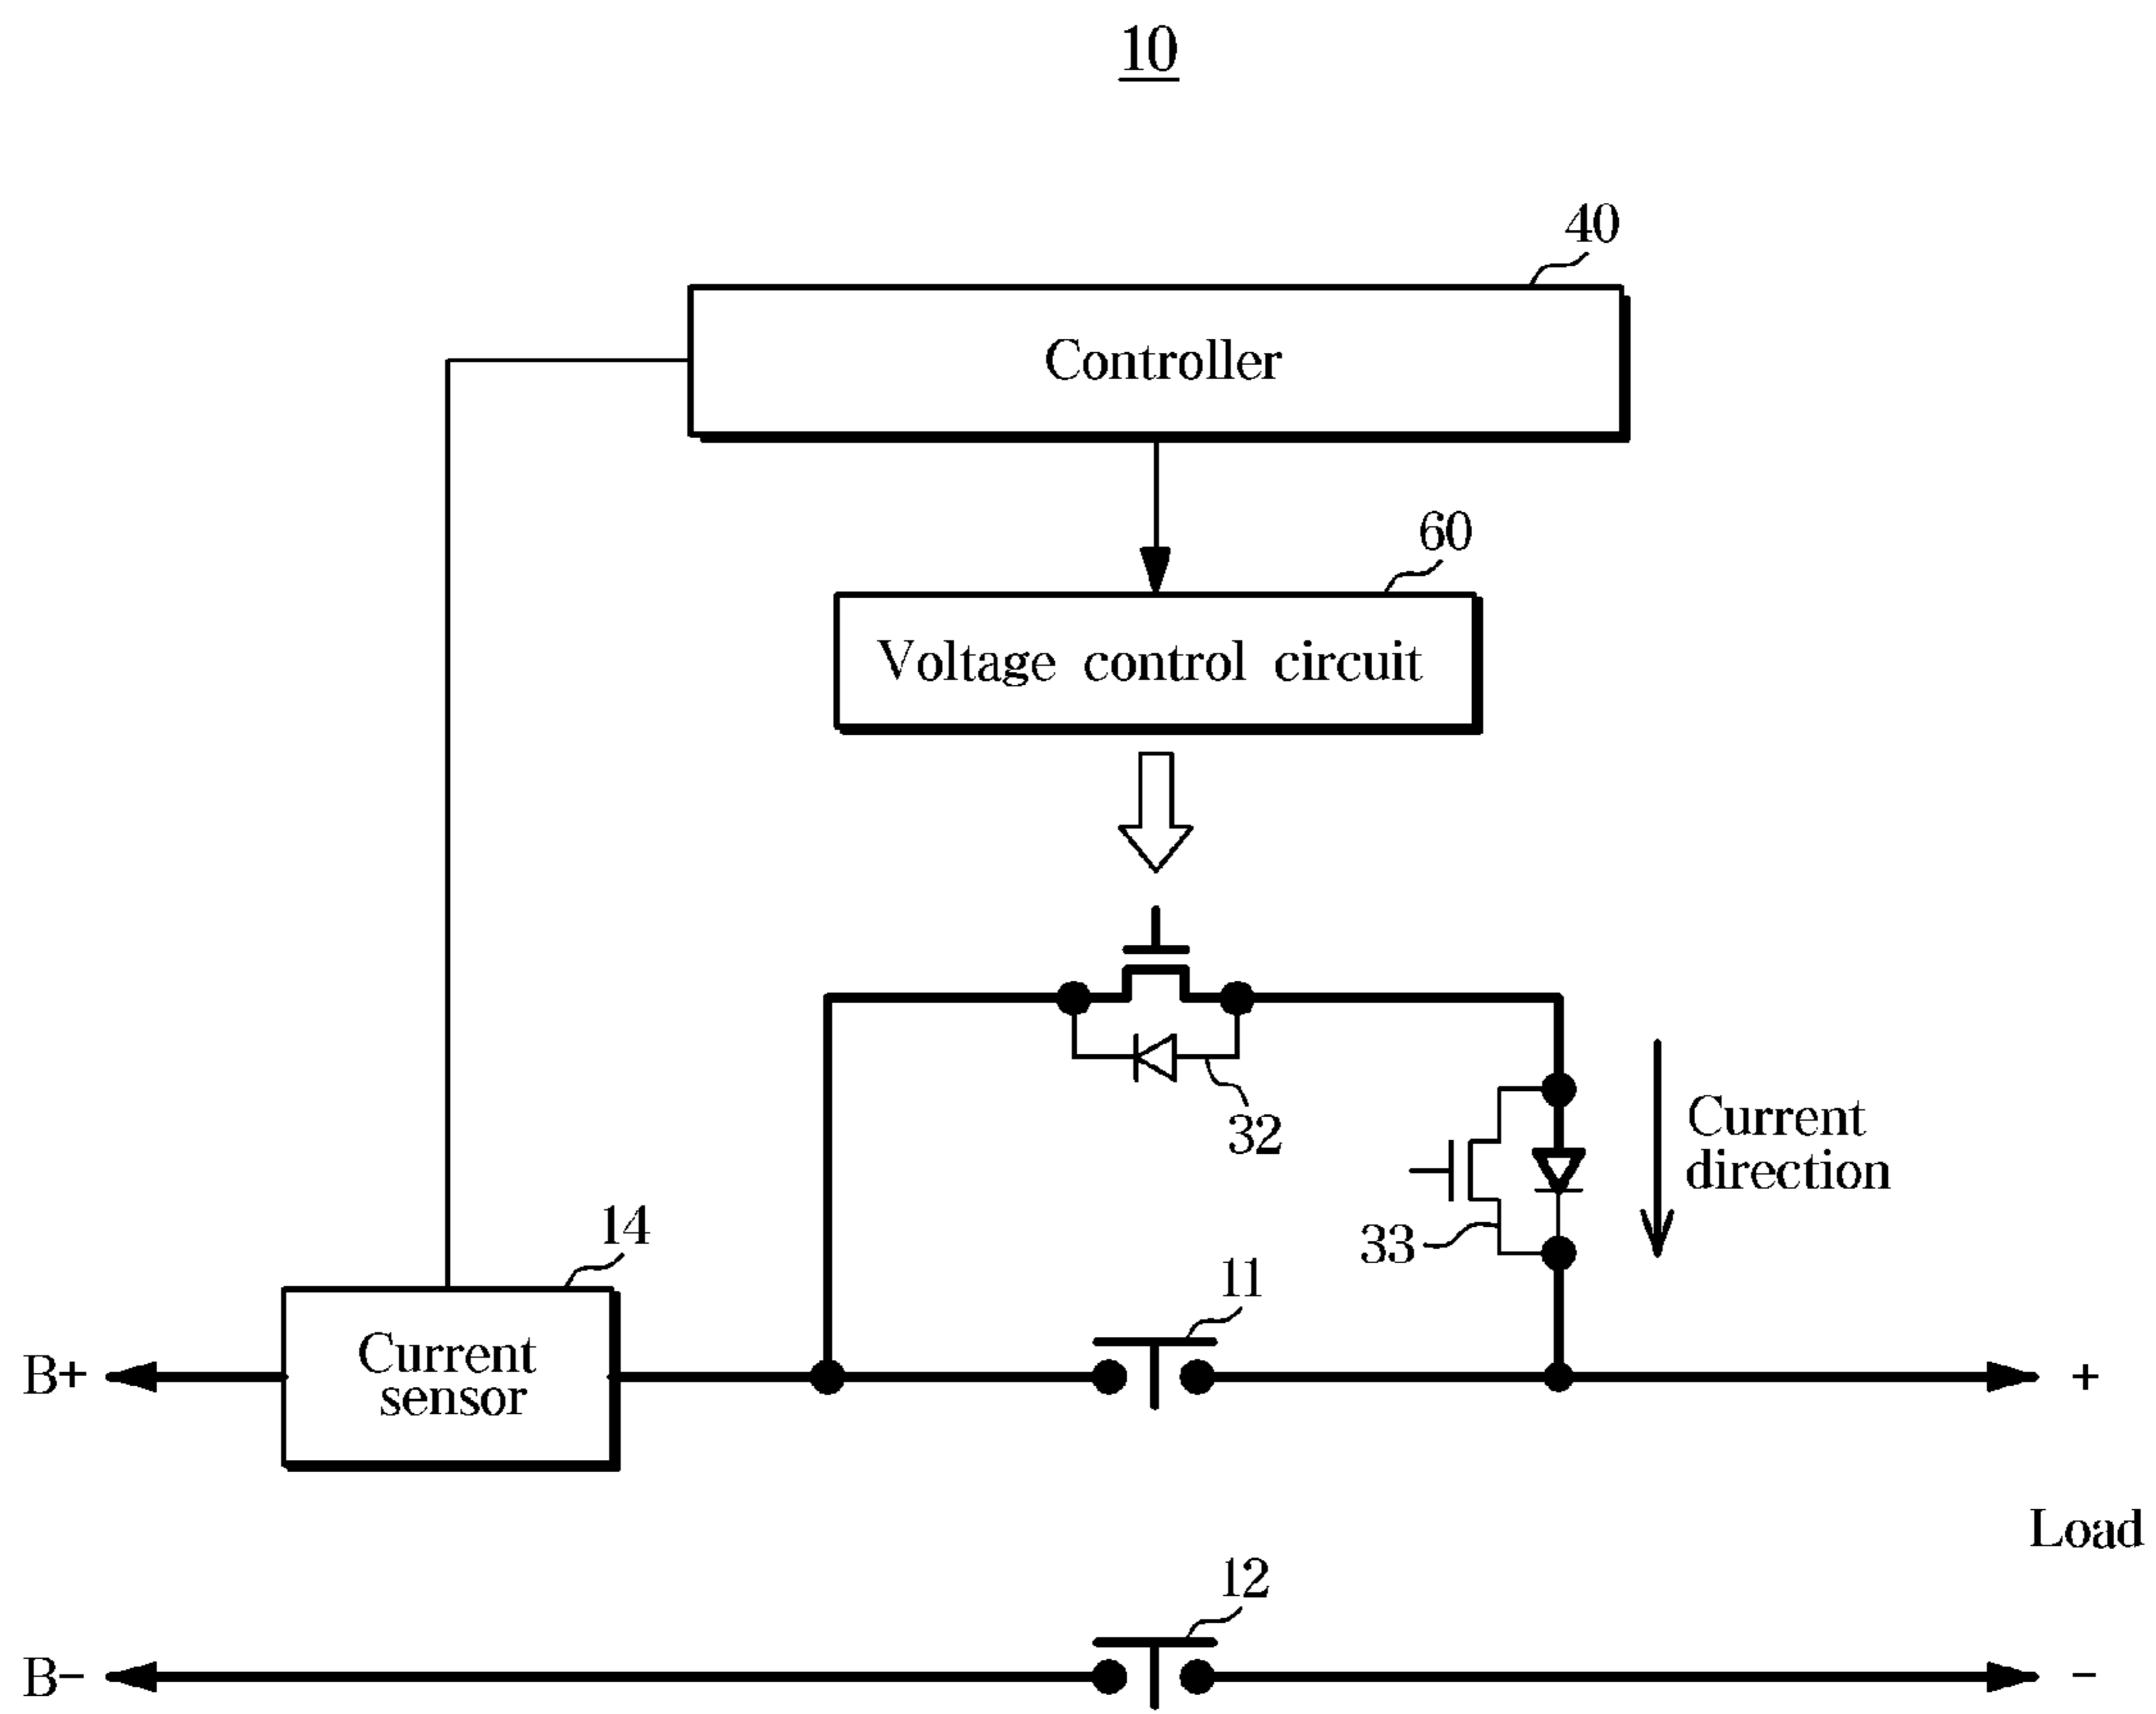 10
40
Controller
60
Voltage control circuit
32
Current
direction
33
14
11
B+
Current
sensor
+
Load
12
B−
−